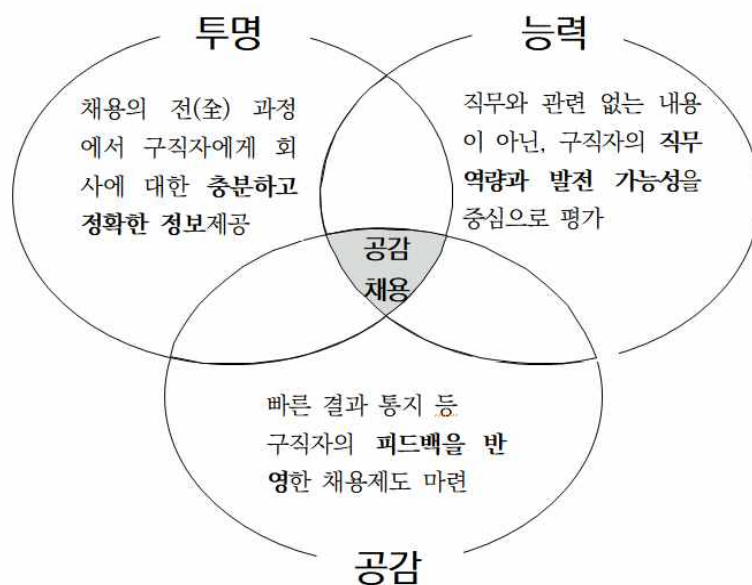 투명
채용의 전(全) 과정
에서 구직자에게 회
사에 대한 충분하고
정확한 정보제공
능력
직무와 관련 없는 내용
이 아닌, 구직자의 직무
역량과 발전 가능성을
중심으로 평가
공감
채용
빠른 결과 통지 등
구직자의 피드백을 반
영한 채용제도 마련
공감